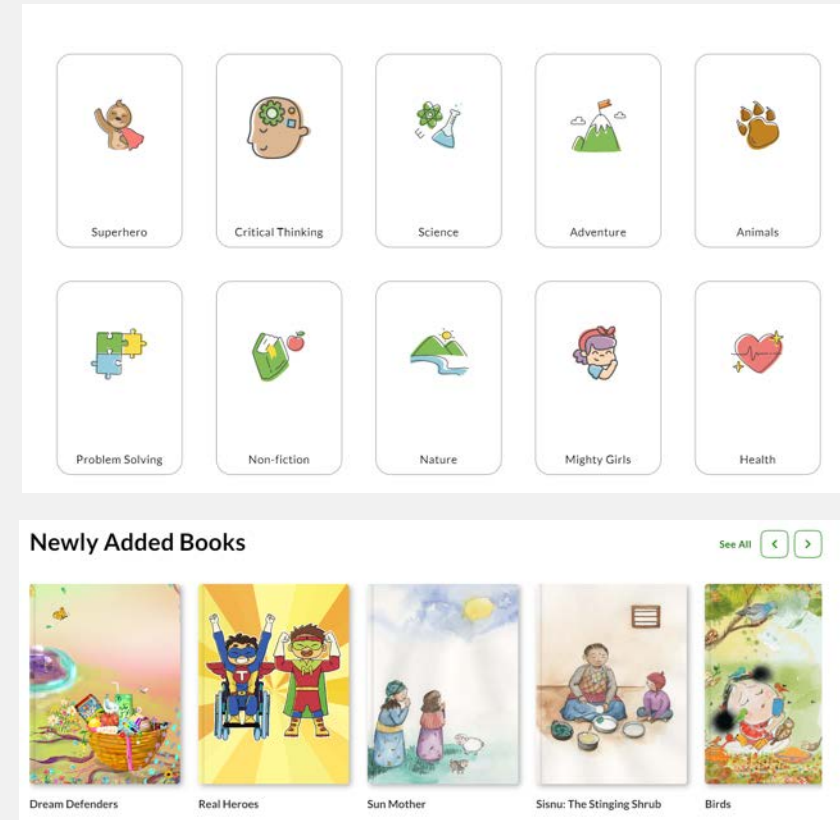 Superhero
Critical Thinking
Science
Adventure
Animals
Problem Solving
Non-fiction
Nature
Mighty Girls
Health
Newly Added Books
See All
T
Dream Defenders
Real Heroes
Sun Mother
Sisnu: The Stinging Shrub
Birds